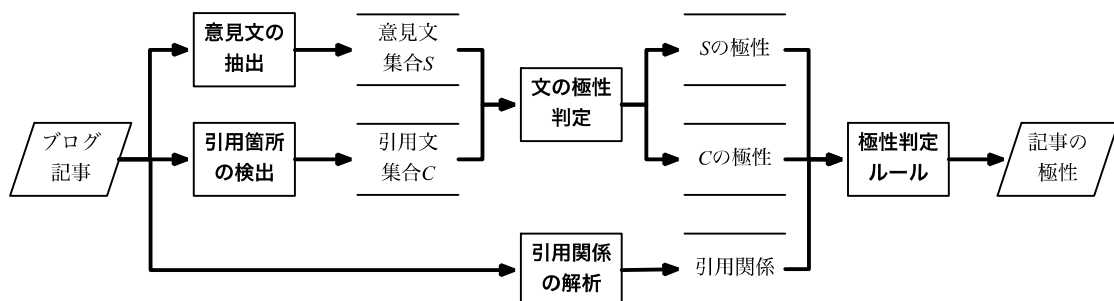 意見文の
抽出
意見文
集合S
Sの極性
文の極性
判定
ブログ
記事
引用箇所
の検出
引用文
集合C
Cの極性
極性判定
ルール
記事の
極性
引用関係
の解析
引用関係